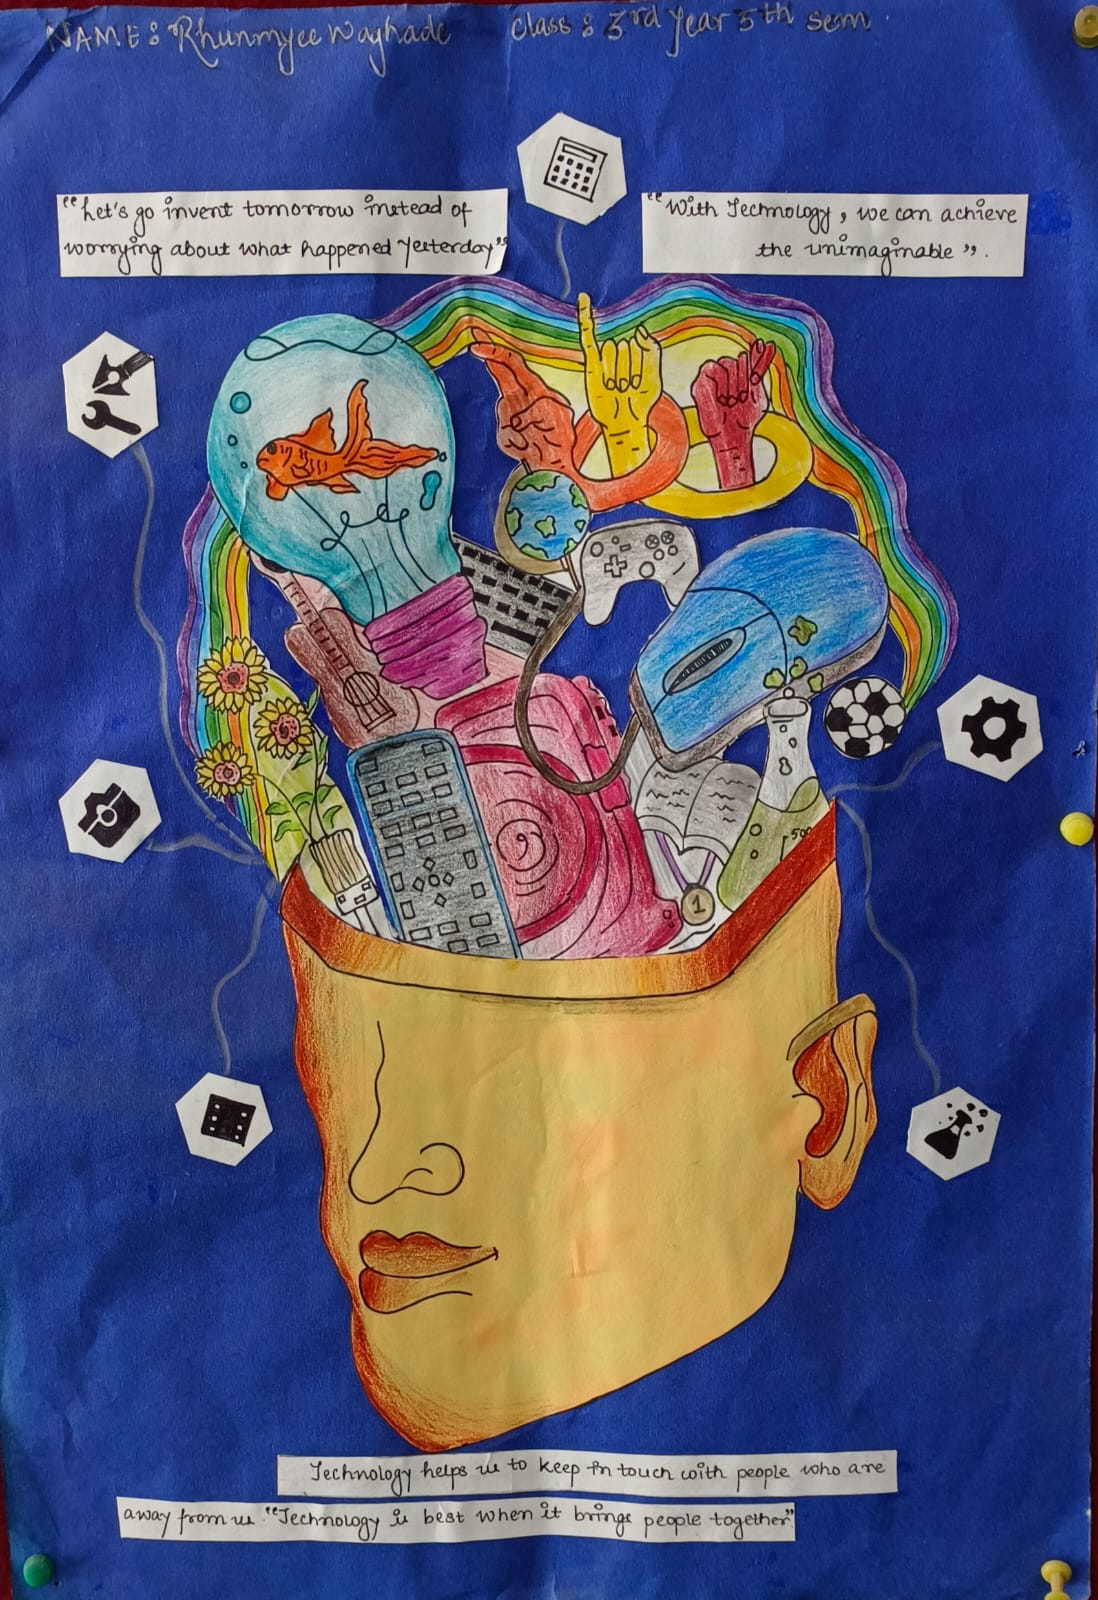 NAME : Rhunmyee Waghade Class : 3rd Year 5th sem.
"Let's go invent tomorrow instead of
worrying about what happened yesterday"
"With Technology, we can achieve
the unimaginable".
500
1
Technology helps us to keep in touch with people who are
away from us "Technology is best when it brings people together"